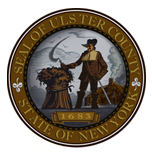 SEAL OF ULSTER COUNTY
1683
STATE OF NEW YORK